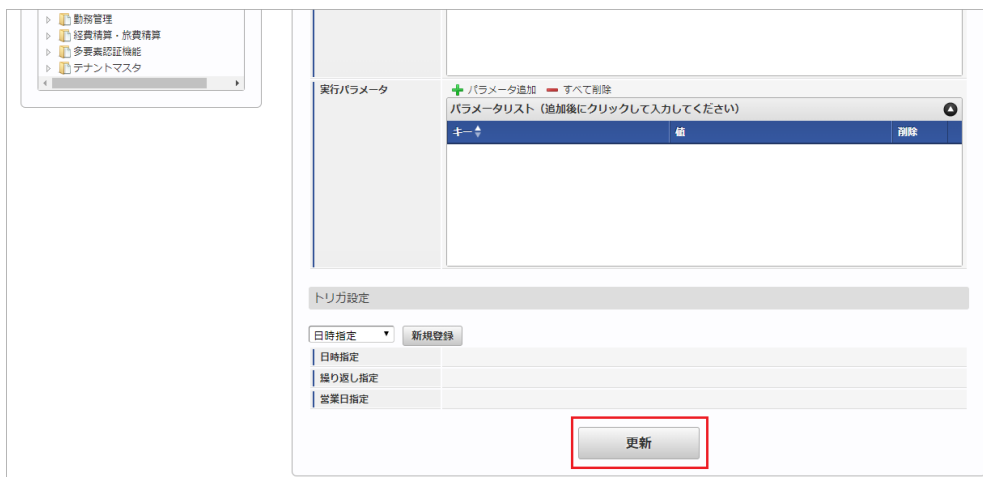 勤務管理
経費精算・旅費精算
多要素認証機能
テナントマスタ
実行パラメータ
パラメータ追加 すべて削除
パラメータリスト（追加後にクリックして入力してください）
キー 値 削除
トリガ設定
日時指定 新規登録
日時指定
繰り返し指定
営業日指定
更新